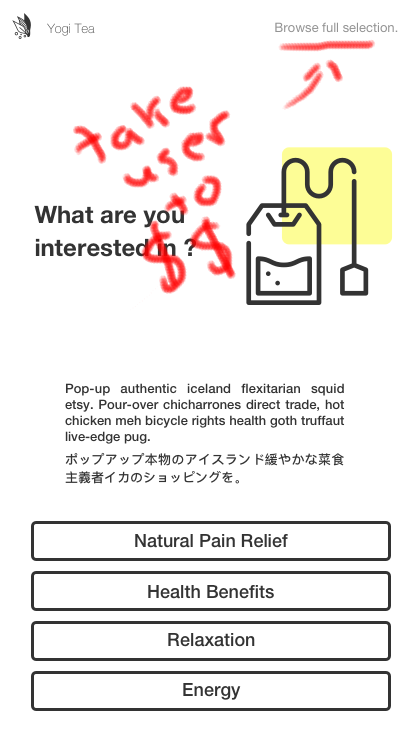 Yogi Tea
Browse full selection.
take
user
to
$$
What are you
interested in ?
Pop-up authentic iceland flexitarian squid
etsy. Pour-over chicharrones direct trade, hot
chicken meh bicycle rights health goth truffaut
live-edge pug.
ポップアップ本物のアイスランド緩やかな菜食
主義者イカのショッピングを。
Natural Pain Relief
Health Benefits
Relaxation
Energy